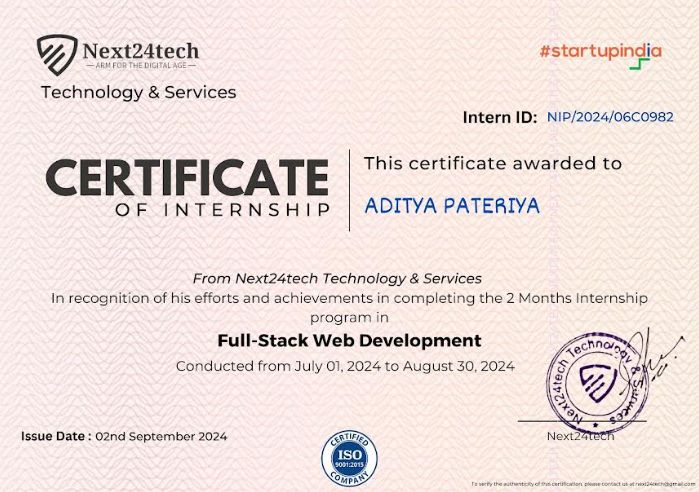 Next24tech
ARM FOR THE DIGITAL AGE
Technology & Services
#startupindia
Intern ID: NIP/2024/06C0982
CERTIFICATE
OF INTERNSHIP
This certificate awarded to
ADITYA PATERIYA
From Next24tech Technology & Services
In recognition of his efforts and achievements in completing the 2 Months Internship
program in
Full-Stack Web Development
Conducted from July 01, 2024 to August 30, 2024
Next24tech Technology & Services
Next24tech
Issue Date : 02nd September 2024
CERTIFIED
ISO
9001:2015
COMPANY
To verify the authenticity of this certification, please contact us at next24tech@gmail.com